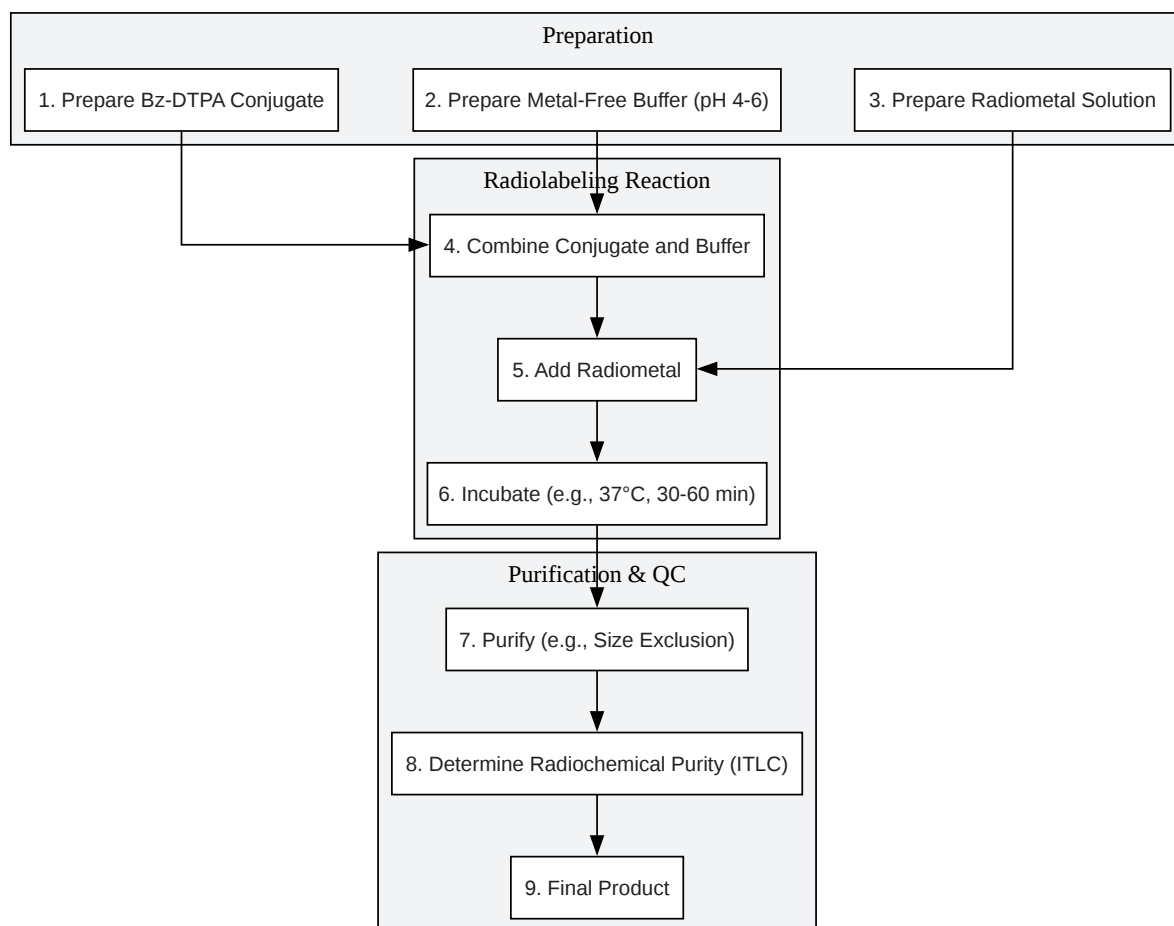 Preparation
1. Prepare Bz-DTPA Conjugate
2. Prepare Metal-Free Buffer (pH 4-6)
3. Prepare Radiometal Solution
Radiolabeling Reaction
4. Combine Conjugate and Buffer
5. Add Radiometal
6. Incubate (e.g., 37°C, 30-60 min)
Purification & QC
7. Purify (e.g., Size Exclusion)
8. Determine Radiochemical Purity (ITLC)
9. Final Product